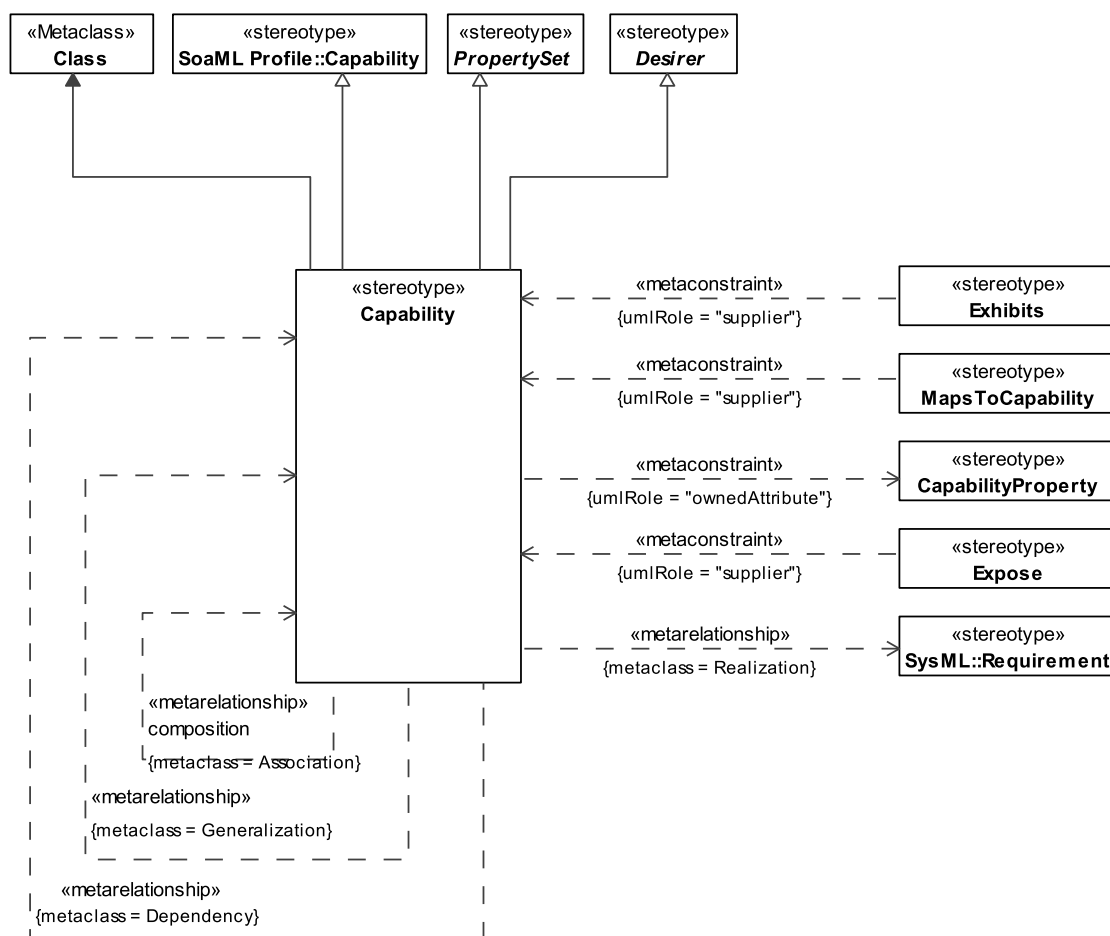 «Metaclass»
Class
«stereotype»
SoaML Profile::Capability
«stereotype»
PropertySet
«stereotype»
Desirer
«stereotype»
Capability
«metaconstraint»
{umlRole = "supplier"}
«stereotype»
Exhibits
«metaconstraint»
{umlRole = "supplier"}
«stereotype»
MapsToCapability
«metaconstraint»
{umlRole = "ownedAttribute"}
«stereotype»
CapabilityProperty
«metaconstraint»
{umlRole = "supplier"}
«stereotype»
Expose
«metarelationship»
{metaclass = Realization}
«stereotype»
SysML::Requirement
«metarelationship»
composition
{metaclass = Association}
«metarelationship»
{metaclass = Generalization}
«metarelationship»
{metaclass = Dependency}